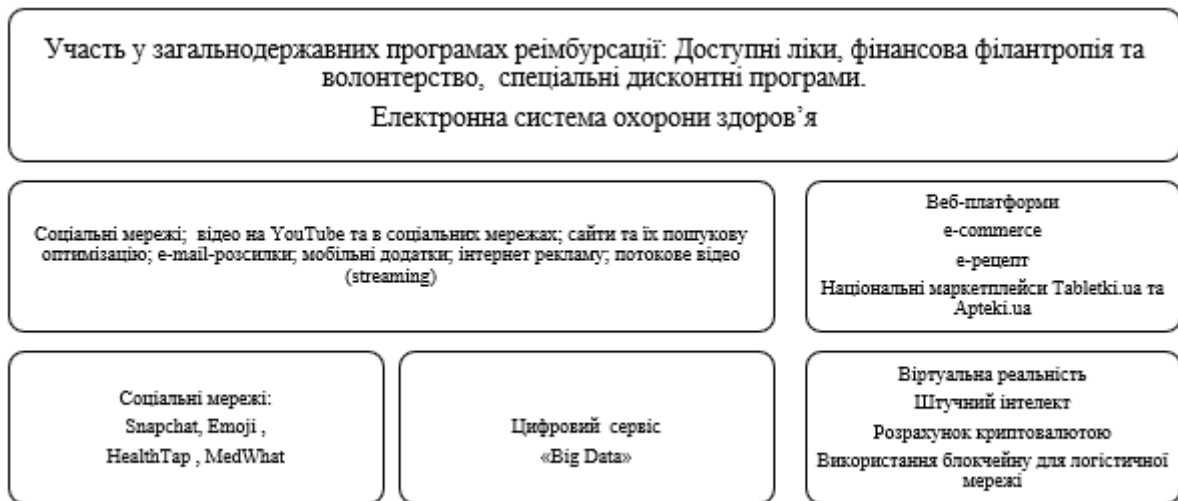 Участь у загальнодержавних програмах реімбурсації: Доступні ліки, фінансова філантропія та
волонтерство, спеціальні дисконтні програми.
Електронна система охорони здоров’я
Соціальні мережі; відео на YouTube та в соціальних мережах; сайти та їх пошукову
оптимізацію; e-mail-розсилки; мобільні додатки; інтернет рекламу; потокове відео
(streaming)
Веб-платформи
e-commerce
е-рецепт
Національні маркетплейси Tabletki.ua та
Apteki.ua
Соціальні мережі:
Snapchat, Emoji ,
HealthTap , MedWhat
Цифровий сервіс
«Big Data»
Віртуальна реальність
Штучний інтелект
Розрахунок криптовалютою
Використання блокчейну для логістичної
мережі